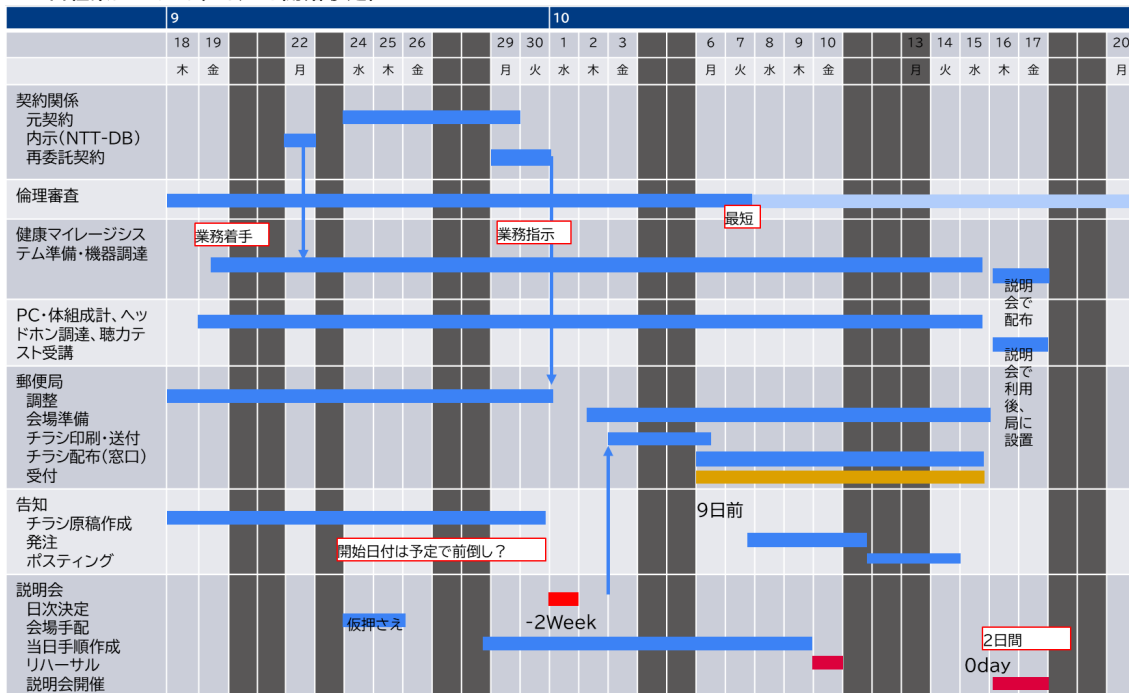 9 10
18 19 22 24 25 26 29 30 1 2 3 6 7 8 9 10 13 14 15 16 17 20
木 金 月 水 木 金 月 火 水 木 金 月 火 水 木 金 月 火 水 木 金 月
契約関係
元契約
内示(NTT-DB)
再委託契約
倫理審査
最短
健康マイレージシス
テム準備・機器調達
業務着手
業務指示
説明
会で
配布
PC・体組成計、ヘッ
ドホン調達、聴力テ
スト受講
説明
会で
利用
後、
局に
設置
郵便局
調整
会場準備
チラシ印刷・送付
チラシ配布(窓口)
受付
告知
チラシ原稿作成
発注
ポスティング
9日前
開始日付は予定で前倒し?
説明会
日次決定
会場手配
当日手順作成
リハーサル
説明会開催
仮押さえ
-2Week
2日間
0day